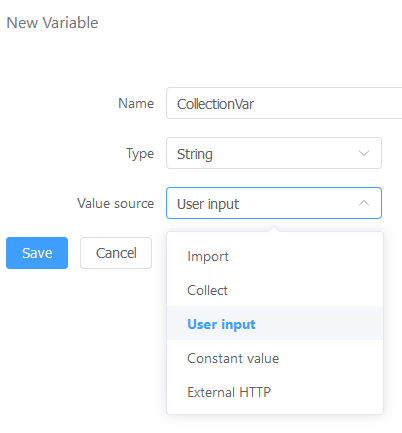 New Variable
Name CollectionVar
Type String
Value source User input
Save Cancel
Import
Collect
User input
Constant value
External HTTP